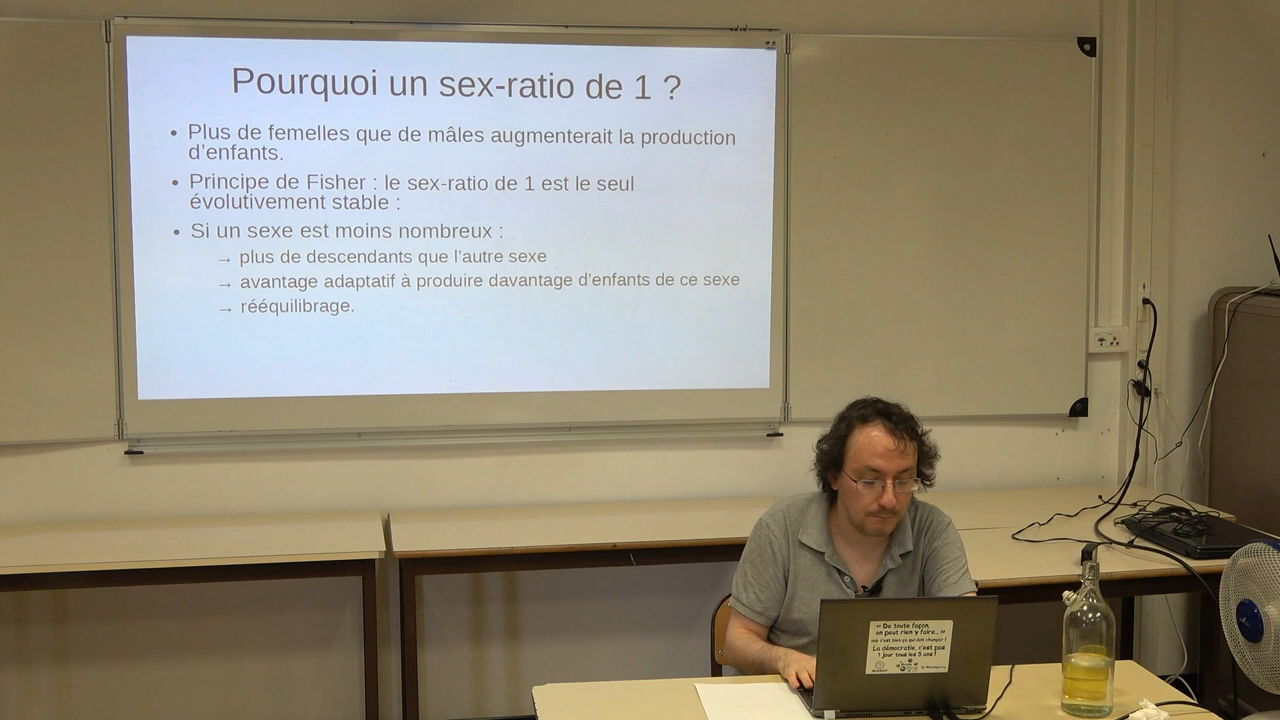 Pourquoi un sex-ratio de 1 ?
• Plus de femelles que de mâles augmenterait la production
d'enfants.
• Principe de Fisher : le sex-ratio de 1 est le seul
évolutivement stable :
• Si un sexe est moins nombreux :
→ plus de descendants que l'autre sexe
→ avantage adaptatif à produire davantage d'enfants de ce sexe
→ rééquilibrage.
« De toute façon,
on peut rien y faire... »
La démocratie, c'est pas
1 jour tous les 5 ans !